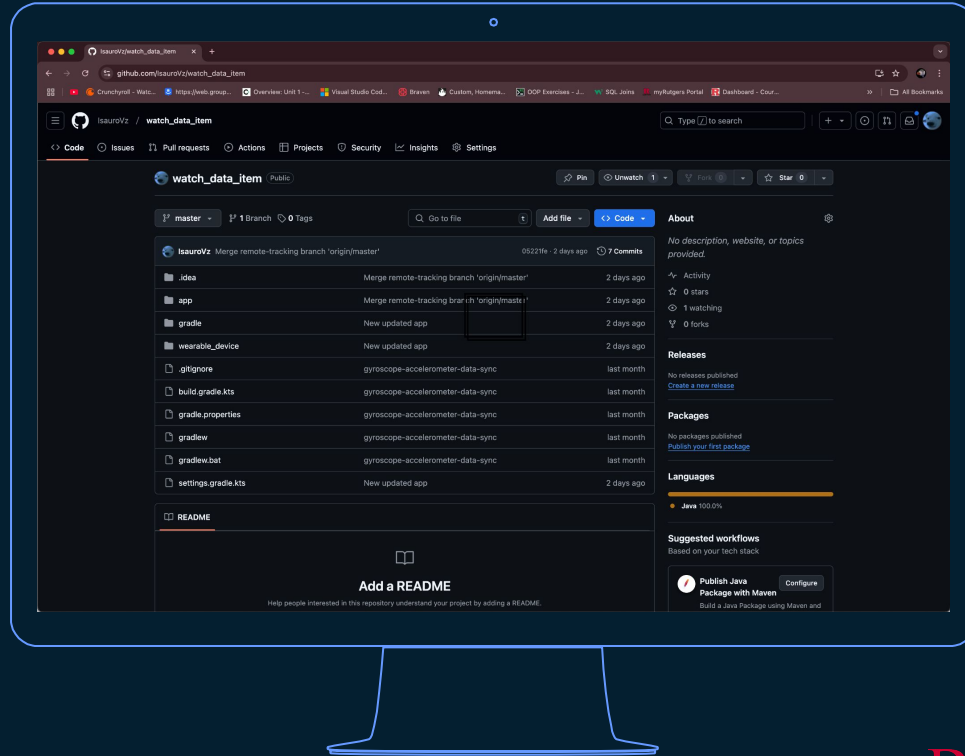 IsauroVz/watch_data_item
github.com/IsauroVz/watch_data_item
Crunchyroll - Watc... https://web.group... Overview: Unit 1 -... Visual Studio Cod... Braven Custom, Homema... OOP Exercises - J... SQL Joins myRutgers Portal Dashboard - Cour... » All Bookmarks
IsauroVz / watch_data_item Type / to search
Code Issues Pull requests Actions Projects Security Insights Settings
watch_data_item Public Pin Unwatch 1 Fork 0 Star 0
master 1 Branch 0 Tags Go to file t Add file Code
IsauroVz Merge remote-tracking branch 'origin/master' 05221fe · 2 days ago 7 Commits
.idea Merge remote-tracking branch 'origin/master' 2 days ago
app Merge remote-tracking branch 'origin/master' 2 days ago
gradle New updated app 2 days ago
wearable_device New updated app 2 days ago
.gitignore gyroscope-accelerometer-data-sync last month
build.gradle.kts gyroscope-accelerometer-data-sync last month
gradle.properties gyroscope-accelerometer-data-sync last month
gradlew gyroscope-accelerometer-data-sync last month
gradlew.bat gyroscope-accelerometer-data-sync last month
settings.gradle.kts New updated app 2 days ago
README
Add a README
Help people interested in this repository understand your project by adding a README.
About
No description, website, or topics
provided.
Activity
0 stars
1 watching
0 forks
Releases
No releases published
Create a new release
Packages
No packages published
Publish your first package
Languages
Java 100.0%
Suggested workflows
Based on your tech stack
Publish Java
Package with Maven
Configure
Build a Java Package using Maven and